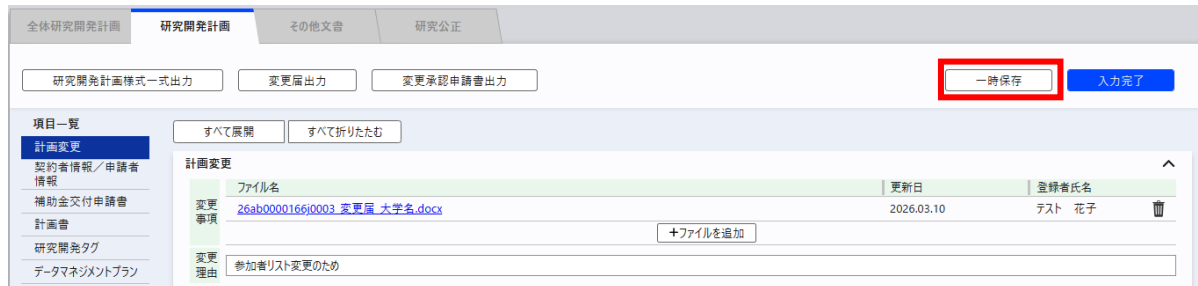 全体研究開発計画 研究開発計画 その他文書 研究公正
研究開発計画様式一式出力 変更届出力 変更承認申請書出力 一時保存 入力完了
項目一覧
すべて展開 すべて折りたたむ
計画変更
契約者情報／申請者
情報
補助金交付申請書
計画書
研究開発タグ
データマネジメントプラン
計画変更
変更
事項
ファイル名 更新日 登録者氏名
26ab0000166j0003_変更届_大学名.docx 2026.03.10 テスト 花子
+ファイルを追加
変更
理由
参加者リスト変更のため